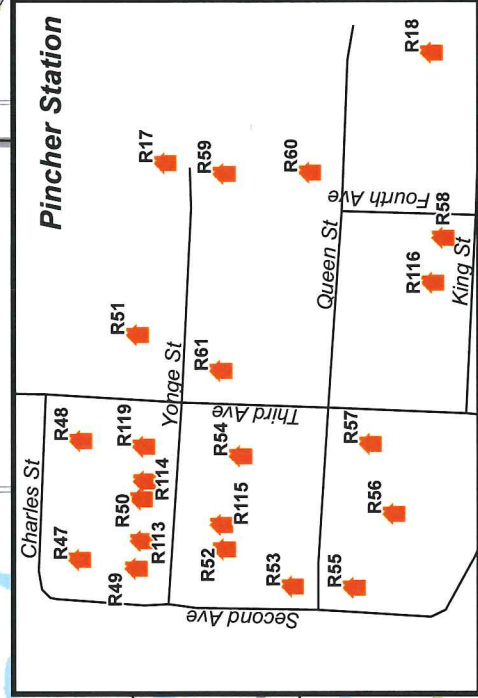 Pincher Station
R17
R18
R59
R60
Fourth Ave
R58
R116
King St
Queen St
R51
R61
Yonge St
Third Ave
Charles St
R48
R119
R114
R50
R47
R113
R49
R54
R115
R52
R53
Second Ave
R57
R56
R55